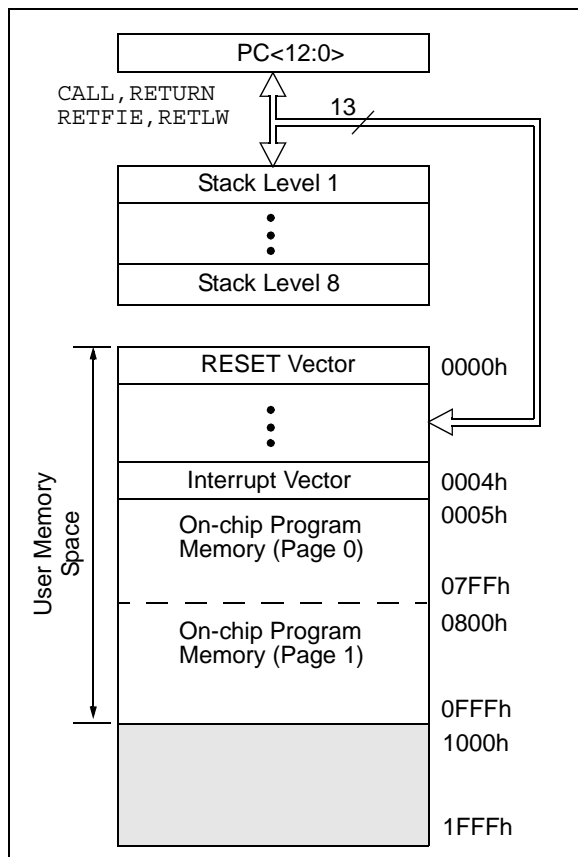 PC<12:0>
CALL,RETURN
RETFIE,RETLW
13
Stack Level 1
Stack Level 8
RESET Vector
0000h
Interrupt Vector
0004h
0005h
On-chip Program
Memory (Page 0)
07FFh
0800h
On-chip Program
Memory (Page 1)
0FFFh
1000h
1FFFh
User Memory
Space